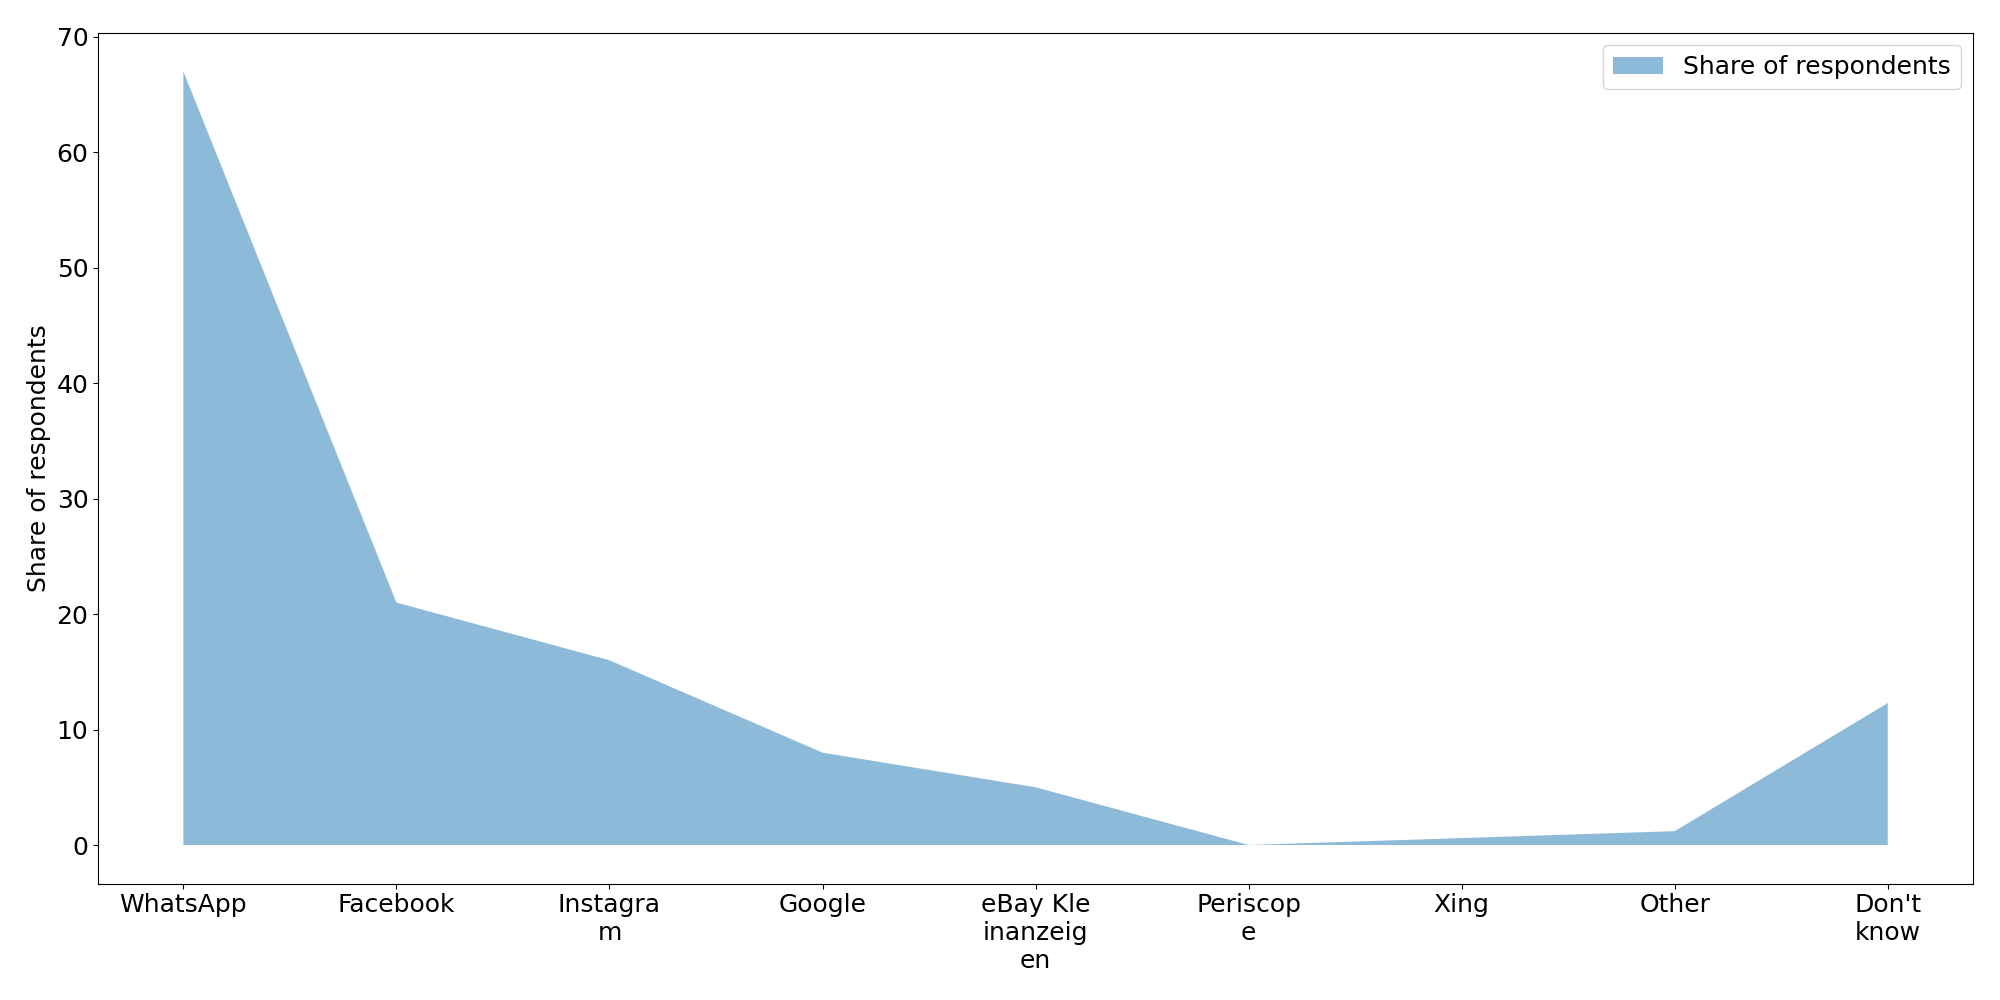 70
60
50
40
30
20
10
0
Share of respondents
Share of respondents
WhatsApp
Facebook
Instagra
m
Google
eBay Kle
inanzeig
en
Periscop
e
Xing
Other
Don't
know